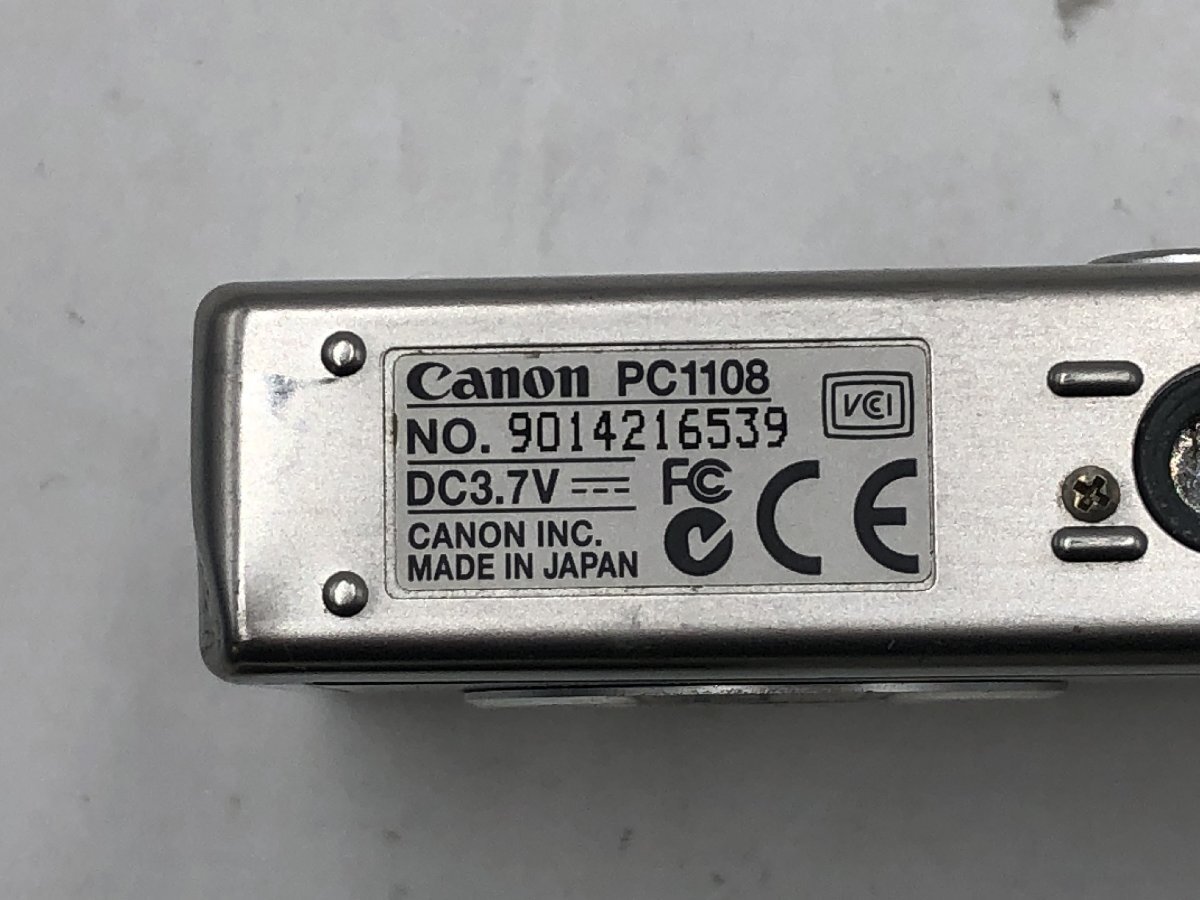 Canon PC1108
NO. 9014216539
DC3.7V
CANON INC.
MADE IN JAPAN
VCI
FC
CE